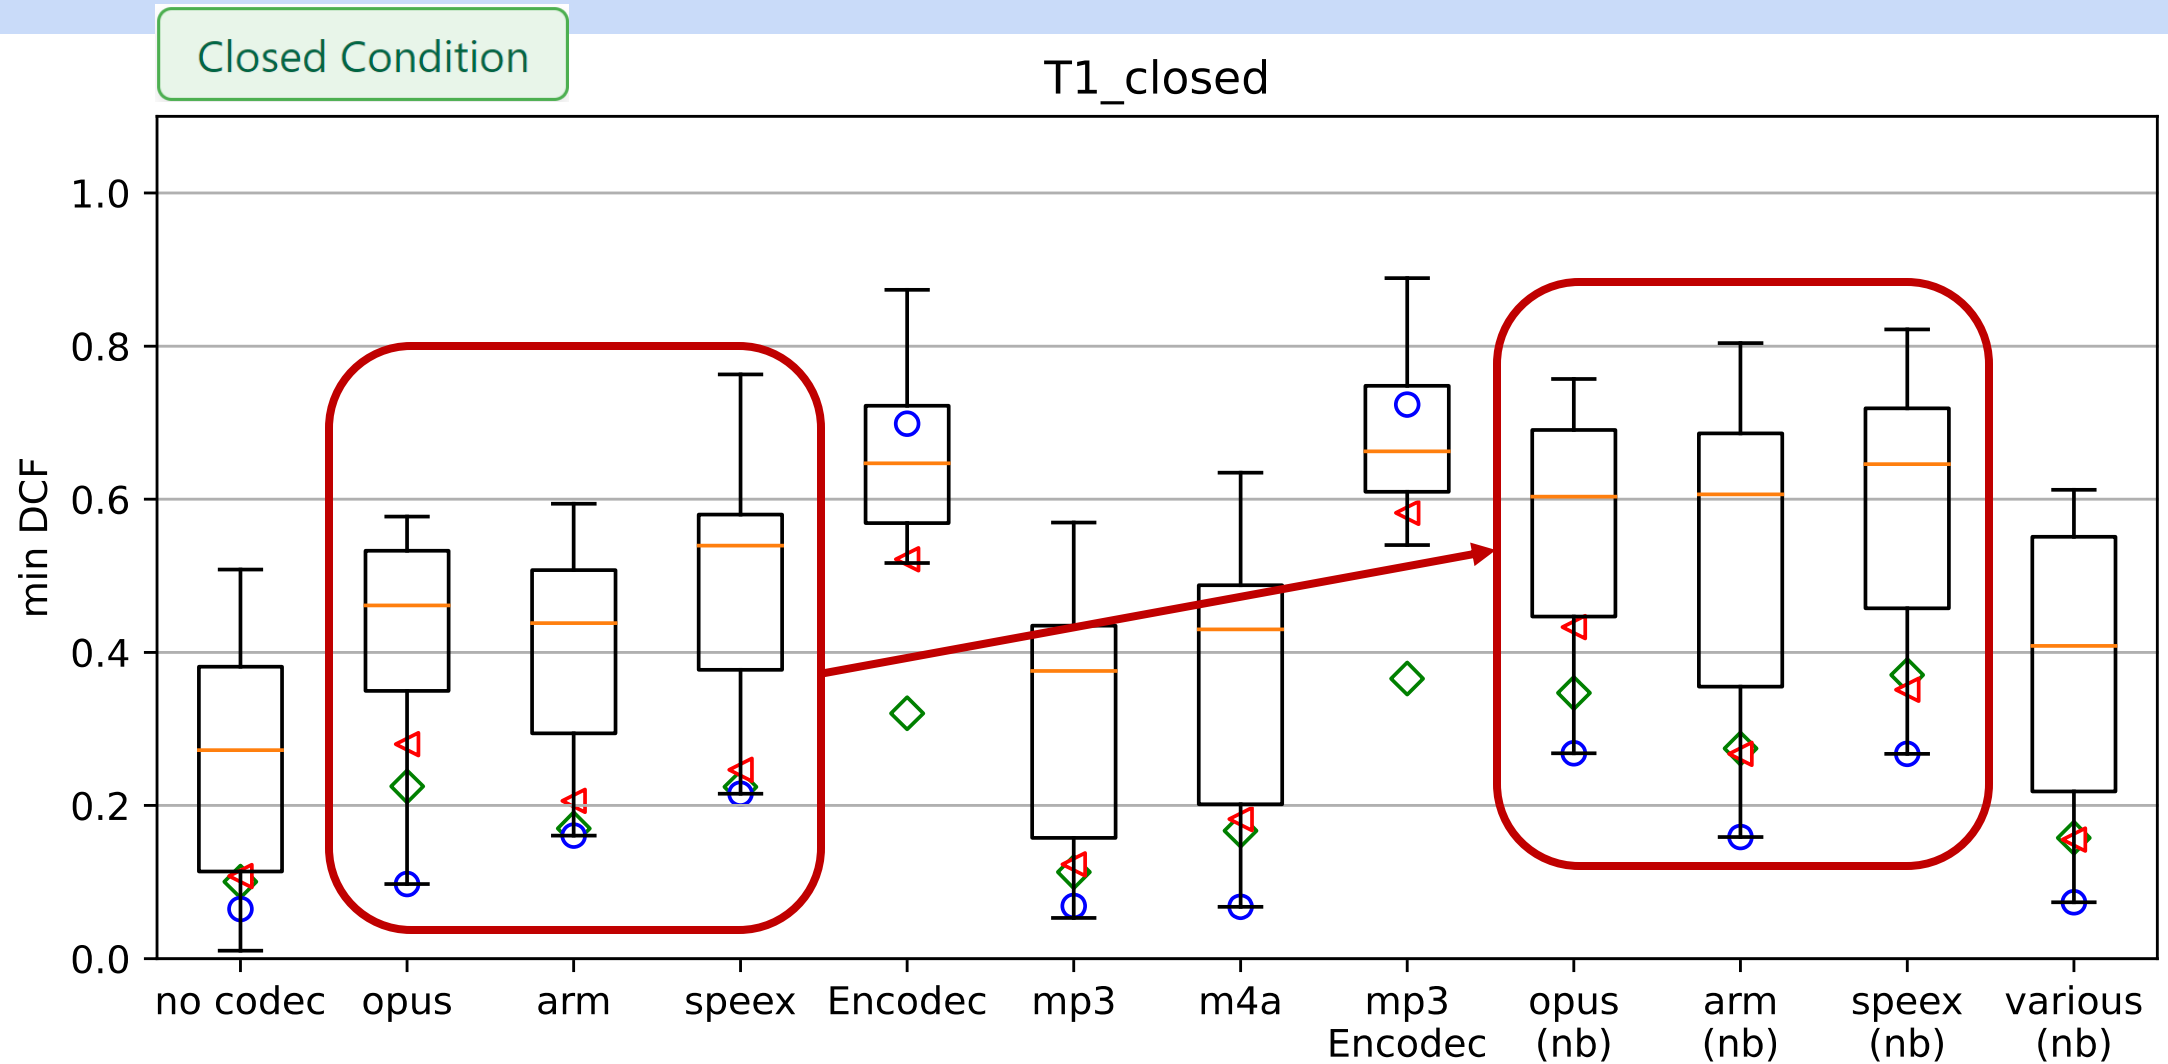 Closed Condition
T1_closed
1.0
0.8
0.6
0.4
0.2
0.0
min DCF
no codec opus arm speex Encodec mp3 m4a mp3 Encodec opus (nb) arm (nb) speex (nb) various (nb)